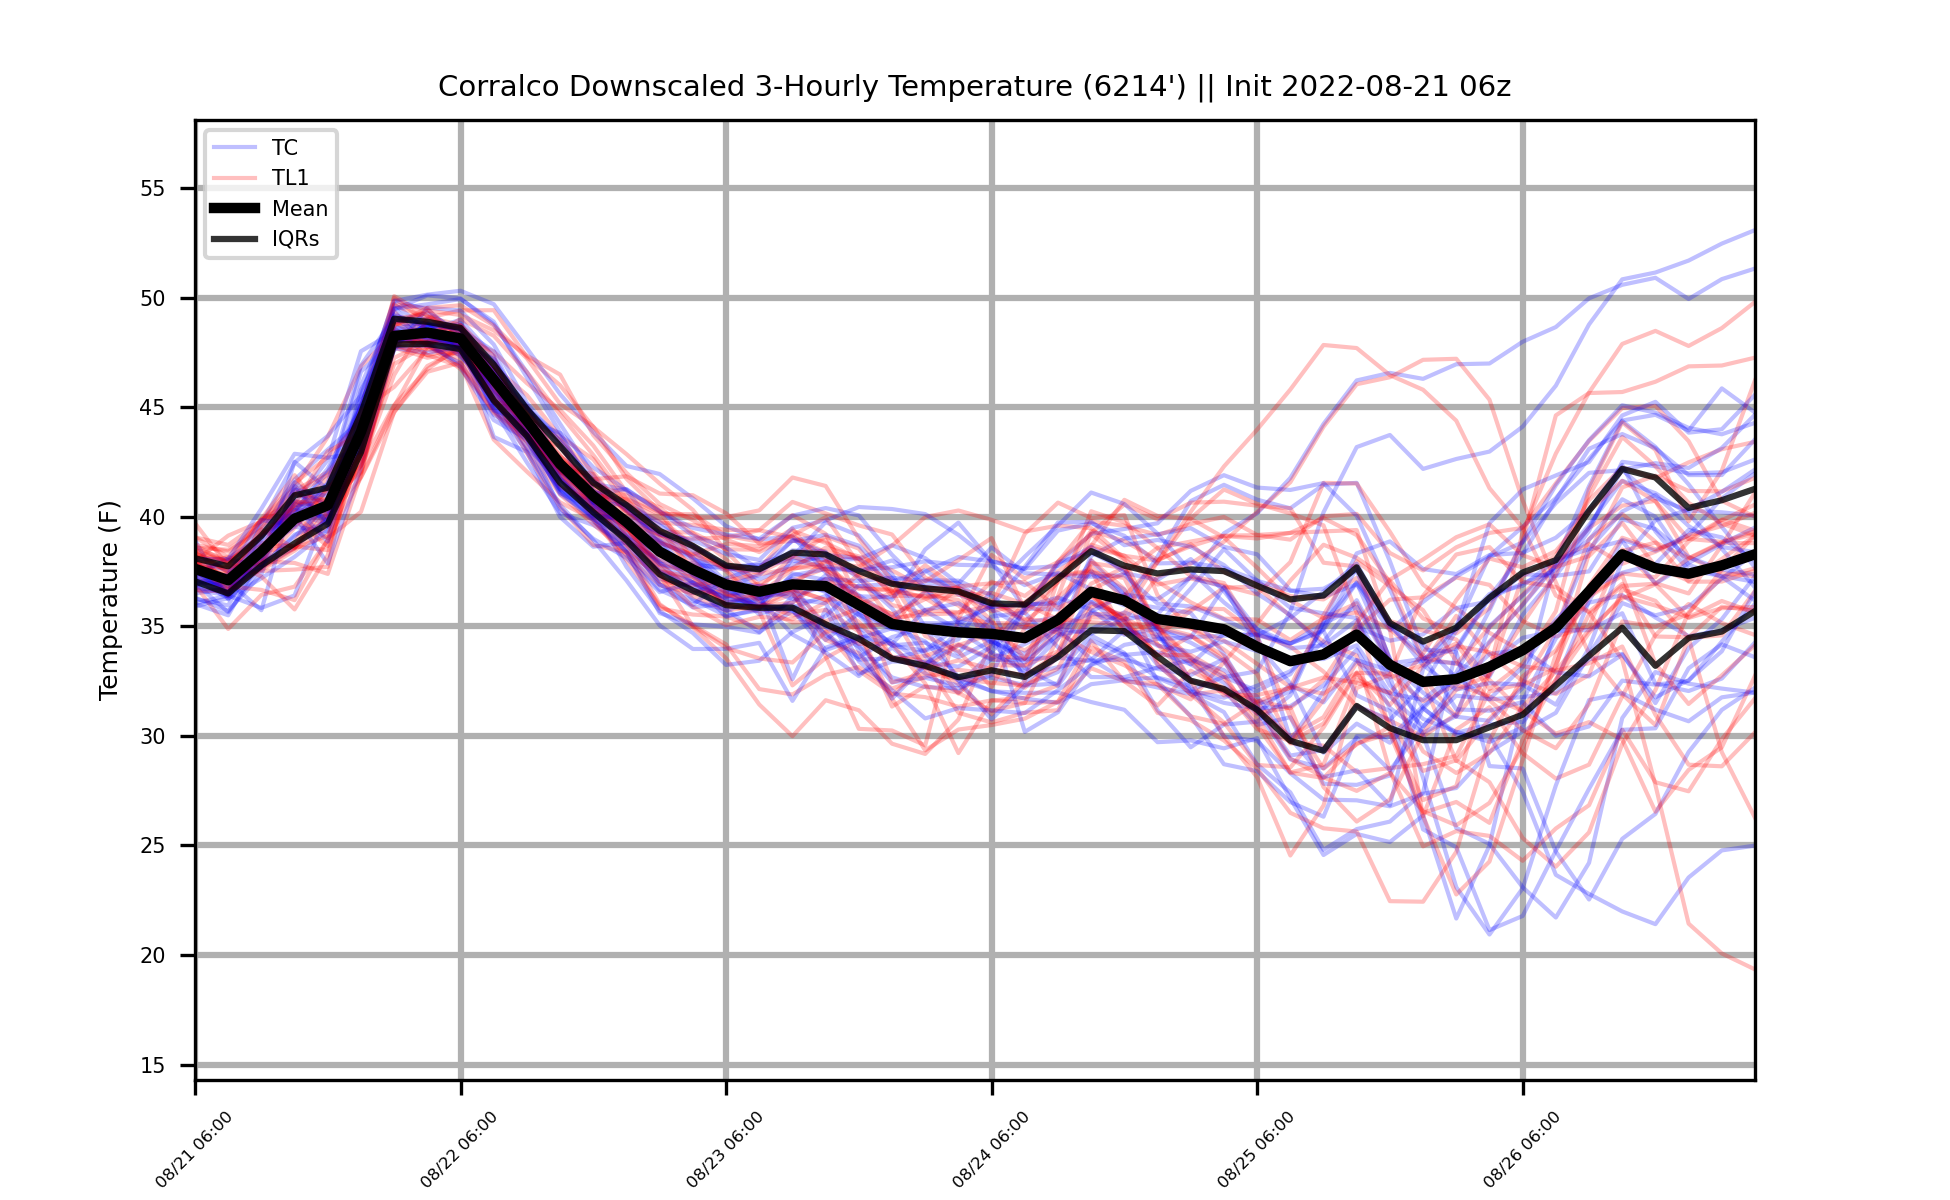 Corralco Downscaled 3-Hourly Temperature (6214') || Init 2022-08-21 06z
TC
TL1
Mean
IQRs
Temperature (F)
55
50
45
40
35
30
25
20
15
08/21 06:00
08/22 06:00
08/23 06:00
08/24 06:00
08/25 06:00
08/26 06:00